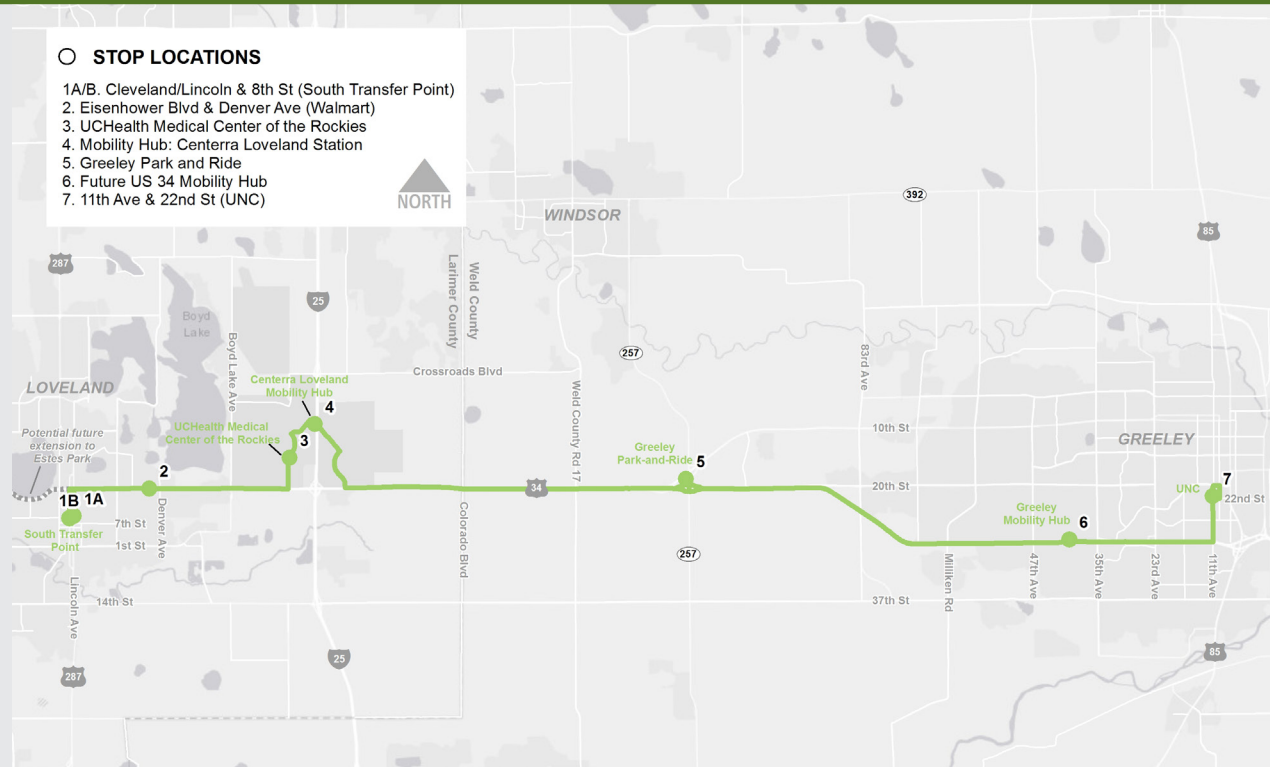 STOP LOCATIONS
1A/B. Cleveland/Lincoln & 8th St (South Transfer Point)
2. Eisenhower Blvd & Denver Ave (Walmart)
3. UCHealth Medical Center of the Rockies
4. Mobility Hub: Centerra Loveland Station
5. Greeley Park and Ride
6. Future US 34 Mobility Hub
7. 11th Ave & 22nd St (UNC)
NORTH
WINDSOR
392
85
287
25
Larimer County
Weld County
Boyd
Lake
Boyd Lake Ave
257
83rd Ave
Crossroads Blvd
LOVELAND
Centerra Loveland
Mobility Hub
4
Weld County Rd 17
UCHealth Medical
Center of the Rockies
3
10th St
GREELEY
Potential future
extension to
Estes Park
Greeley
Park-and-Ride
5
2
34
20th St
7
UNC
22nd St
1B
1A
Denver Ave
Colorado Blvd
Greeley
Mobility Hub
6
7th St
South Transfer
Point
1st St
257
Milliken Rd
47th Ave
35th Ave
23rd Ave
11th Ave
Lincoln Ave
14th St
37th St
25
85
287